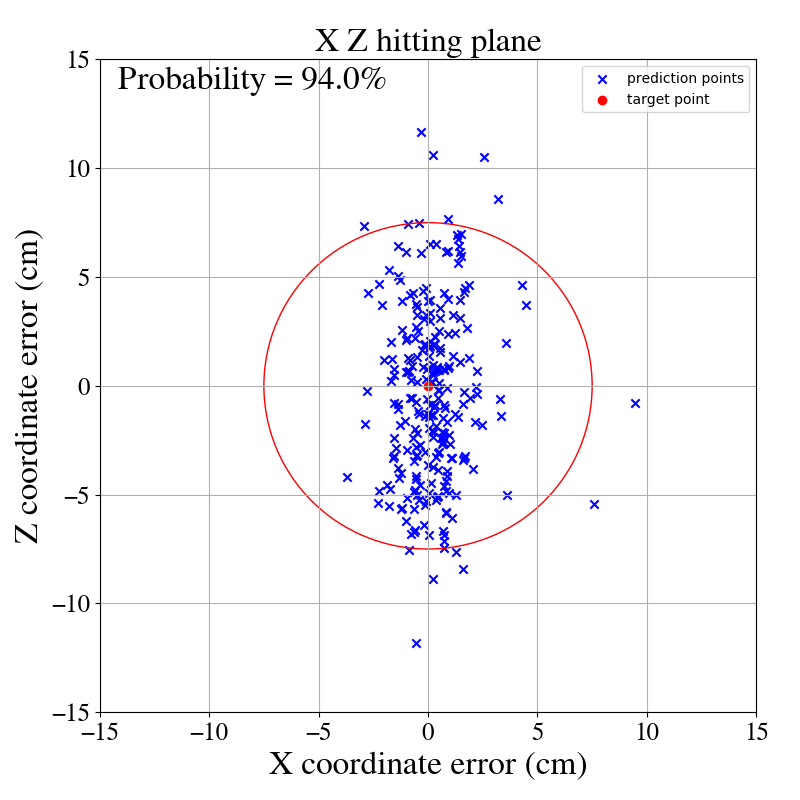 X Z hitting plane
Probability = 94.0%
prediction points
target point
15
10
5
0
−5
−10
−15
−15
−10
−5
0
5
10
15
Z coordinate error (cm)
X coordinate error (cm)